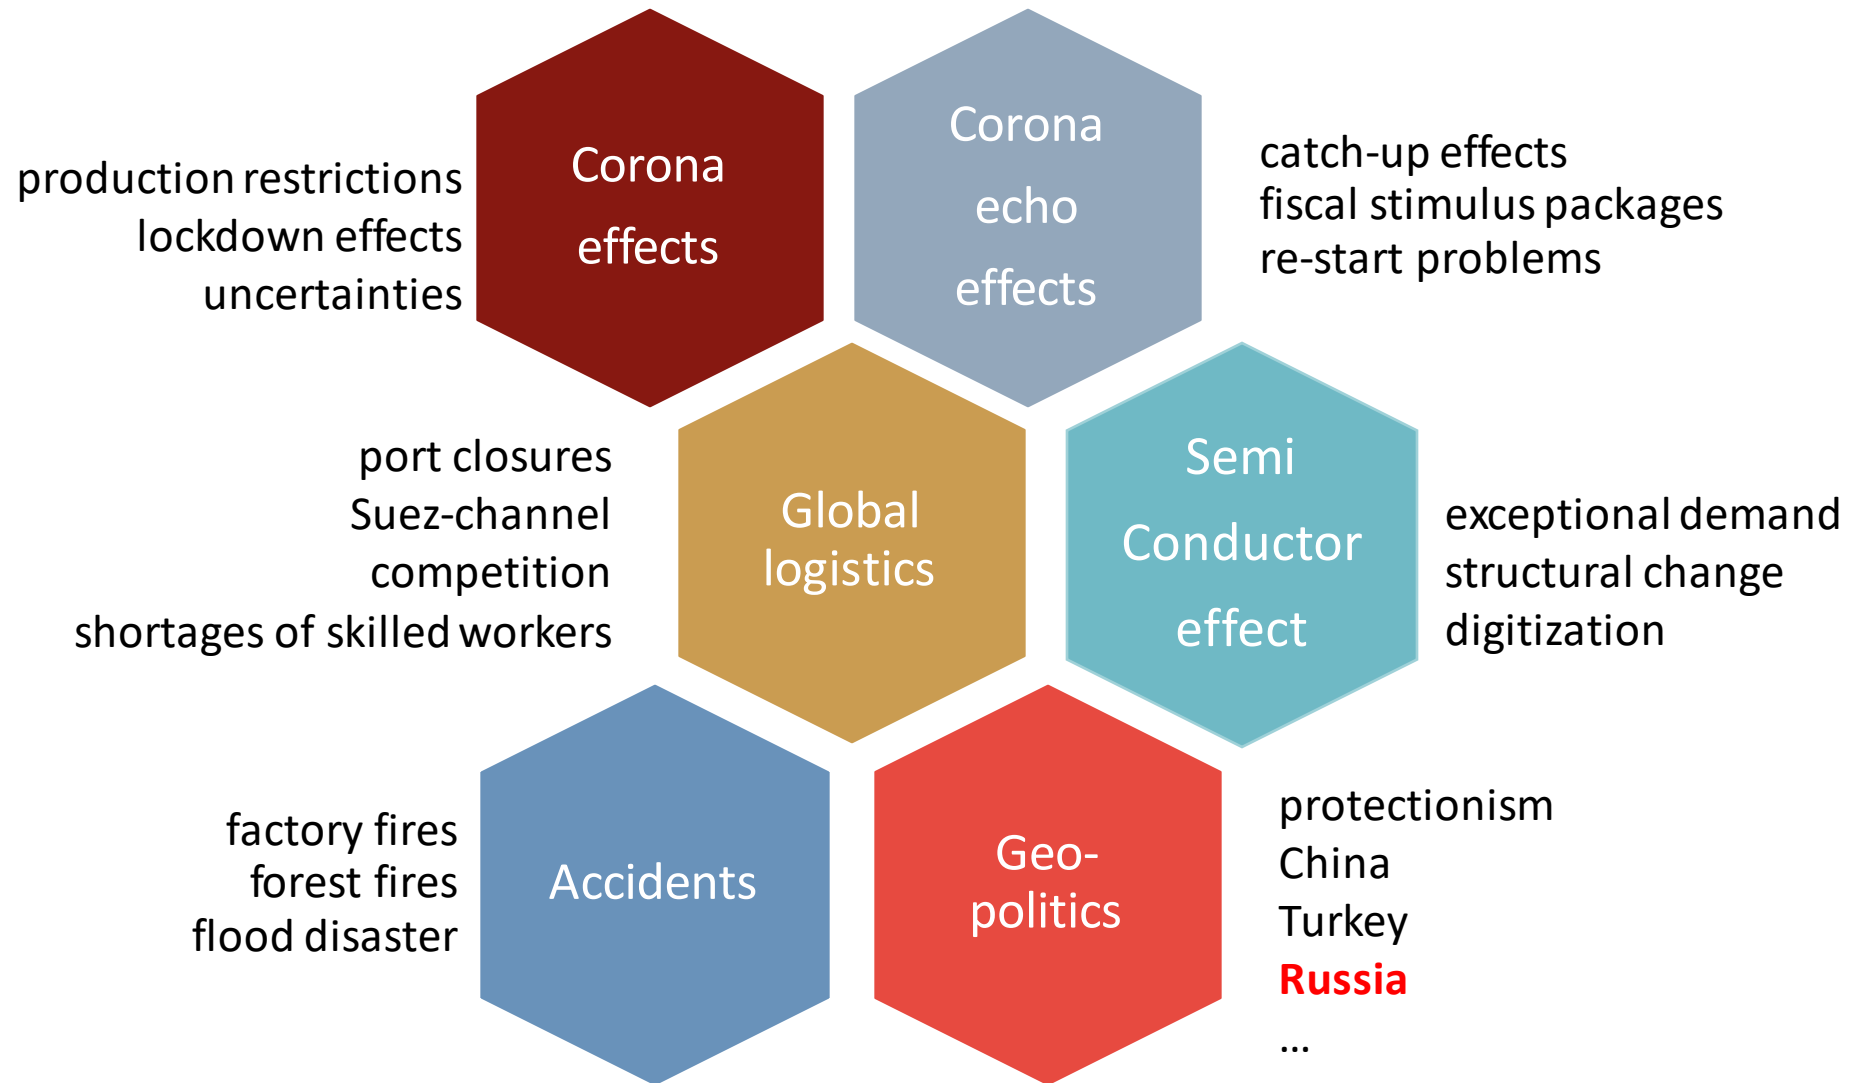 production restrictions
lockdown effects
uncertainties
Corona
effects
Corona
echo
effects
catch-up effects
fiscal stimulus packages
re-start problems
port closures
Suez-channel
competition
shortages of skilled workers
Global
logistics
Semi
Conductor
effect
exceptional demand
structural change
digitization
factory fires
forest fires
flood disaster
Accidents
Geo-
politics
protectionism
China
Turkey
Russia
...